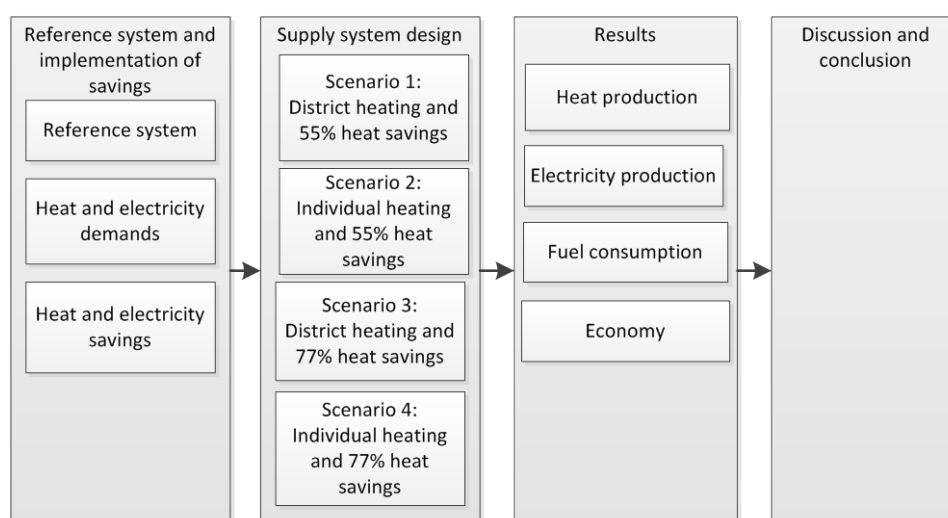 Reference system and
implementation of
savings
Reference system
Heat and electricity
demands
Heat and electricity
savings
Supply system design
Scenario 1:
District heating and
55% heat savings
Scenario 2:
Individual heating
and 55% heat
savings
Scenario 3:
District heating and
77% heat savings
Scenario 4:
Individual heating
and 77% heat
savings
Results
Heat production
Electricity production
Fuel consumption
Economy
Discussion and
conclusion